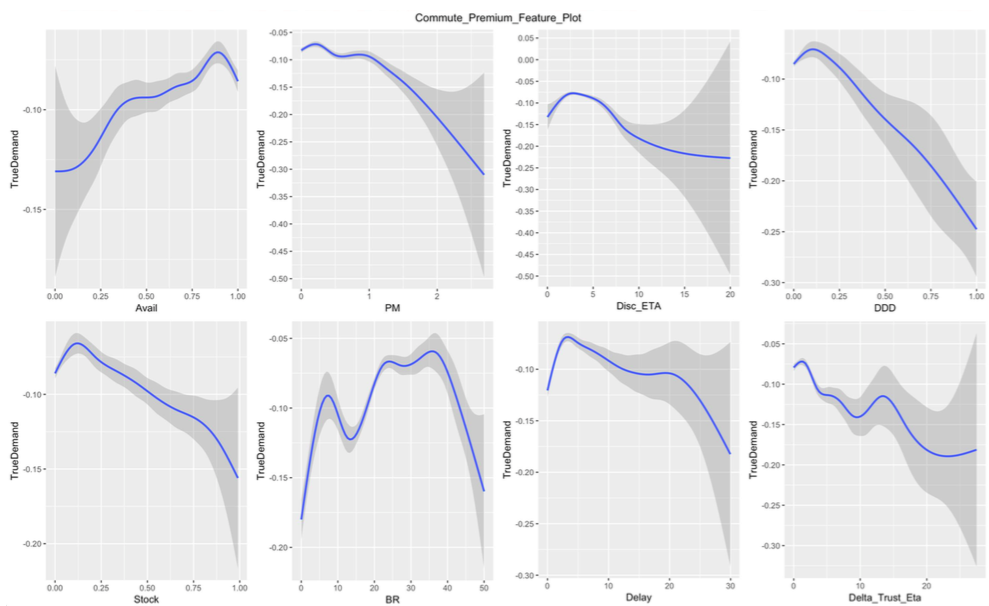 Commute_Premium_Feature_Plot
TrueDemand
-0.10
-0.15
0.00 0.25 0.50 0.75 1.00
Avail
TrueDemand
-0.05
-0.10
-0.15
-0.20
-0.25
-0.30
-0.35
-0.40
-0.45
-0.50
0 1 2
PM
TrueDemand
0.05
0.00
0.05
0.00
-0.05
-0.10
-0.15
-0.20
-0.25
-0.30
-0.35
-0.40
-0.45
-0.50
0 5 10 15 20
Disc_ETA
TrueDemand
-0.10
-0.15
-0.20
-0.25
-0.30
0.00 0.25 0.50 0.75 1.00
DDD
TrueDemand
-0.10
-0.15
-0.20
0.00 0.25 0.50 0.75 1.00
Stock
TrueDemand
-0.05
-0.10
-0.15
-0.20
0 10 20 30 40 50
BR
TrueDemand
-0.10
-0.15
-0.20
-0.25
-0.30
0 10 20 30
Delay
TrueDemand
-0.05
-0.10
-0.15
-0.20
-0.25
-0.30
0 10 20
Delta_Trust_Eta